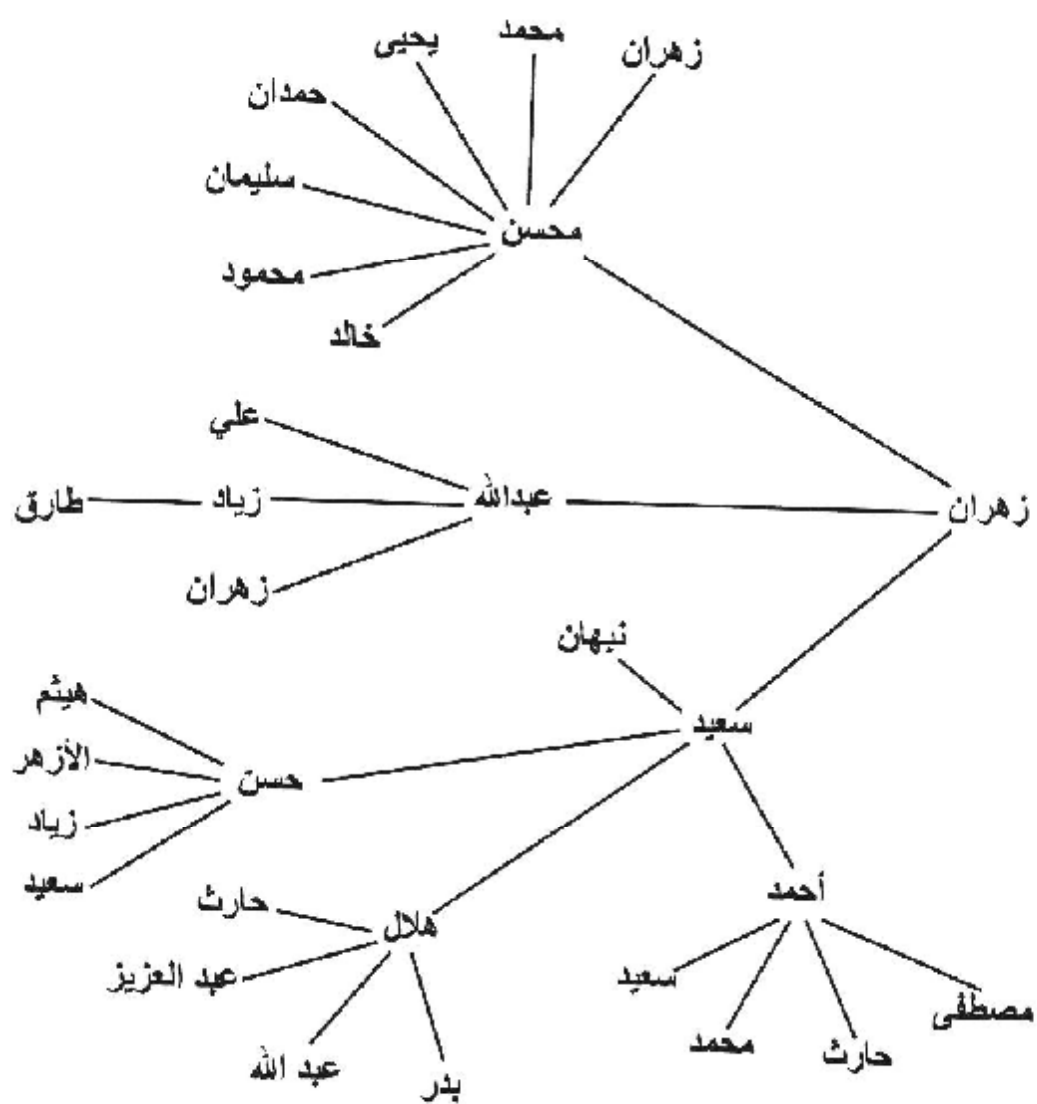 زهران
محمد
يحيى
حمدان
سليمان
محسن
محمود
خالد
علي
زهران
عبدالله
زياد
طارق
زهران
نبهان
سعيد
هيثم
حسن
الأزهر
زياد
سعيد
أحمد
هلال
حارث
سعيد
عبد العزيز
مصطفى
محمد
حارث
عبد الله
بدر